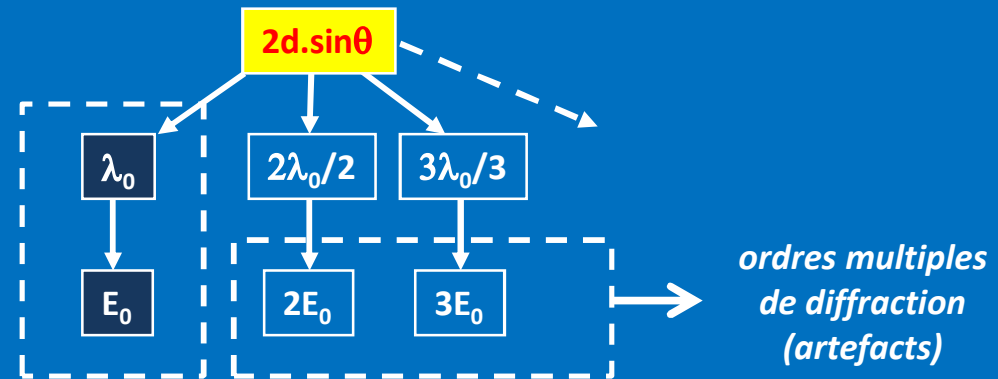 2d.sinθ
λ₀ 2λ₀/2 3λ₀/3
E₀ 2E₀ 3E₀
ordres multiples
de diffraction
(artefacts)